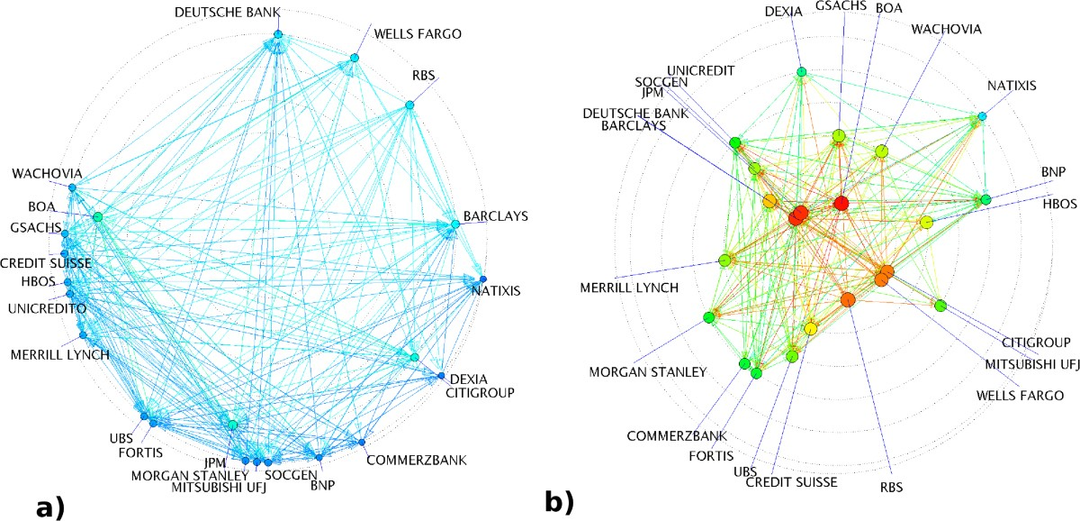 DEUTSCHE BANK
WELLS FARGO
RBS
WACHOVIA
BOA
GSACHS
CREDIT SUISSE
HBOS
UNICREDITO
MERRILL LYNCH
BARCLAYS
NATIXIS
DEXIA
CITIGROUP
UBS
FORTIS
JPM
MORGAN STANLEY
MITSUBISHI UFJ
SOCGEN
BNP
COMMERZBANK
a)
DEXIA
GSACHS
BOA
WACHOVIA
UNICREDIT
SOCGEN
JPM
DEUTSCHE BANK
BARCLAYS
NATIXIS
BNP
HBOS
MERRILL LYNCH
MORGAN STANLEY
CITIGROUP
MITSUBISHI UFJ
WELLS FARGO
COMMERZBANK
FORTIS
UBS
CREDIT SUISSE
RBS
b)